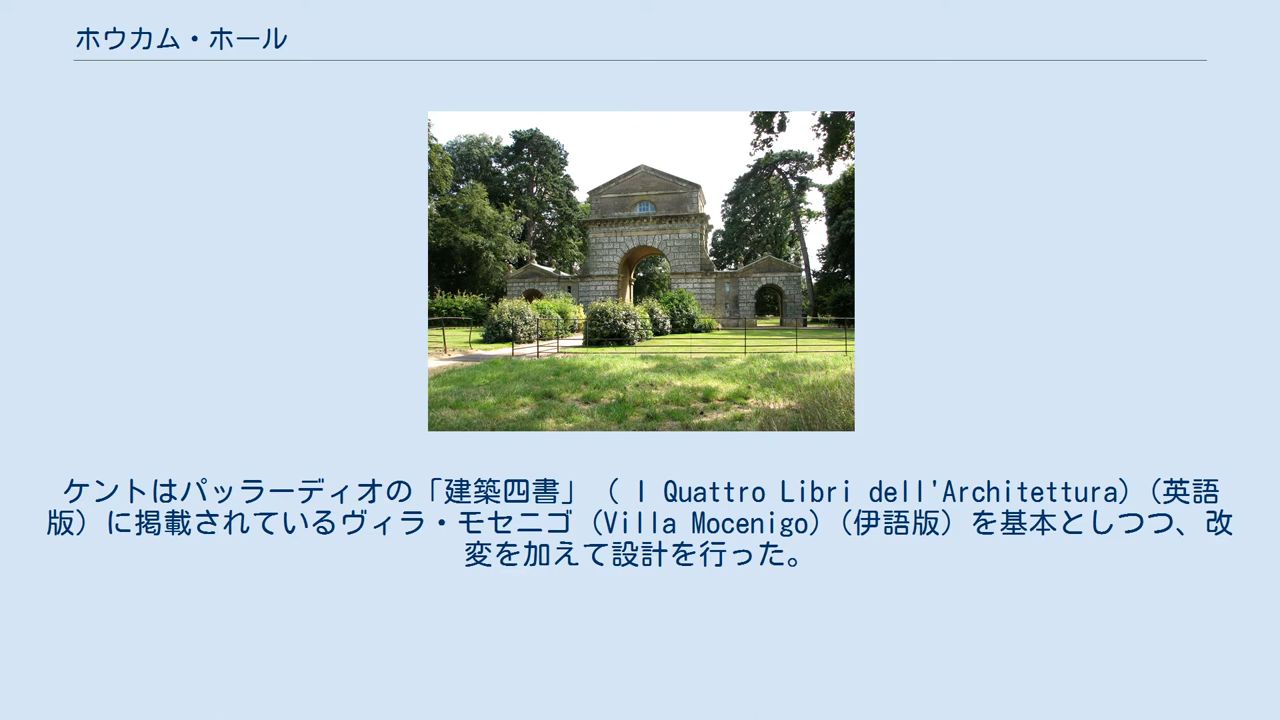 ホウカム・ホール
ケントはパッラーディオの「建築四書」（ I Quattro Libri dell'Architettura）（英語
版）に掲載されているヴィラ・モセニゴ（Villa Mocenigo）（伊語版）を基本としつつ、改
変を加えて設計を行った。